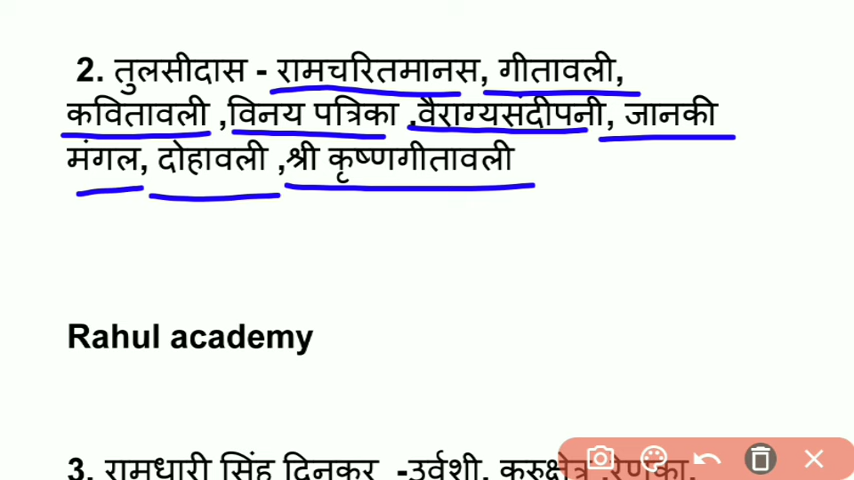 2. तुलसीदास - रामचरितमानस, गीतावली,
कवितावली ,विनय पत्रिका ,वैराग्यसंदीपनी, जानकी
मंगल, दोहावली ,श्री कृष्णगीतावली
Rahul academy
3. रामधारी सिंह दिनकर -उर्वशी, कुरुक्षेत्र ,रेणुका,